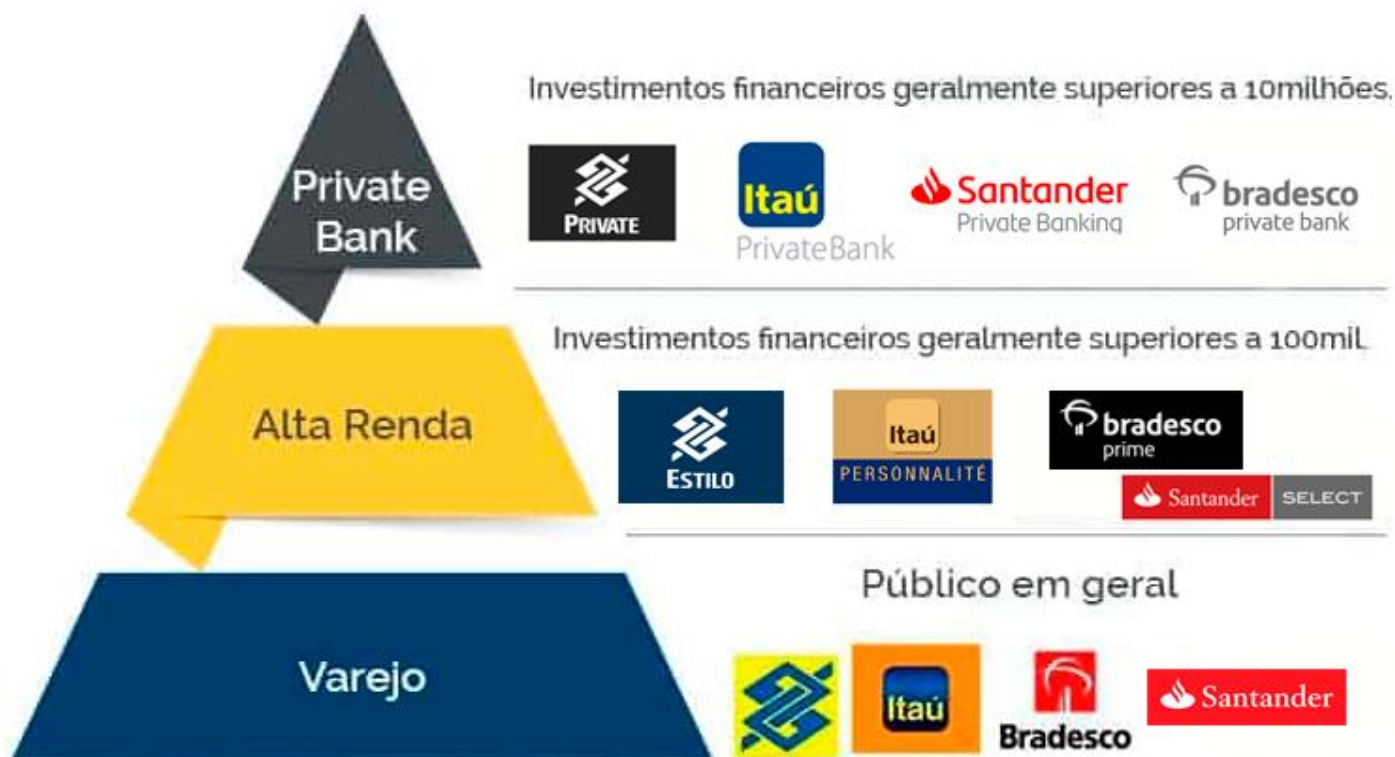 Private
Bank
Investimentos financeiros geralmente superiores a 10milhões.
PRIVATE
Itaú
PrivateBank
Santander
Private Banking
bradesco
private bank
Alta Renda
Investimentos financeiros geralmente superiores a 100mil.
ESTILO
Itaú
PERSONNALITÉ
bradesco
prime
Santander SELECT
Varejo
Público em geral
Itaú
Bradesco
Santander